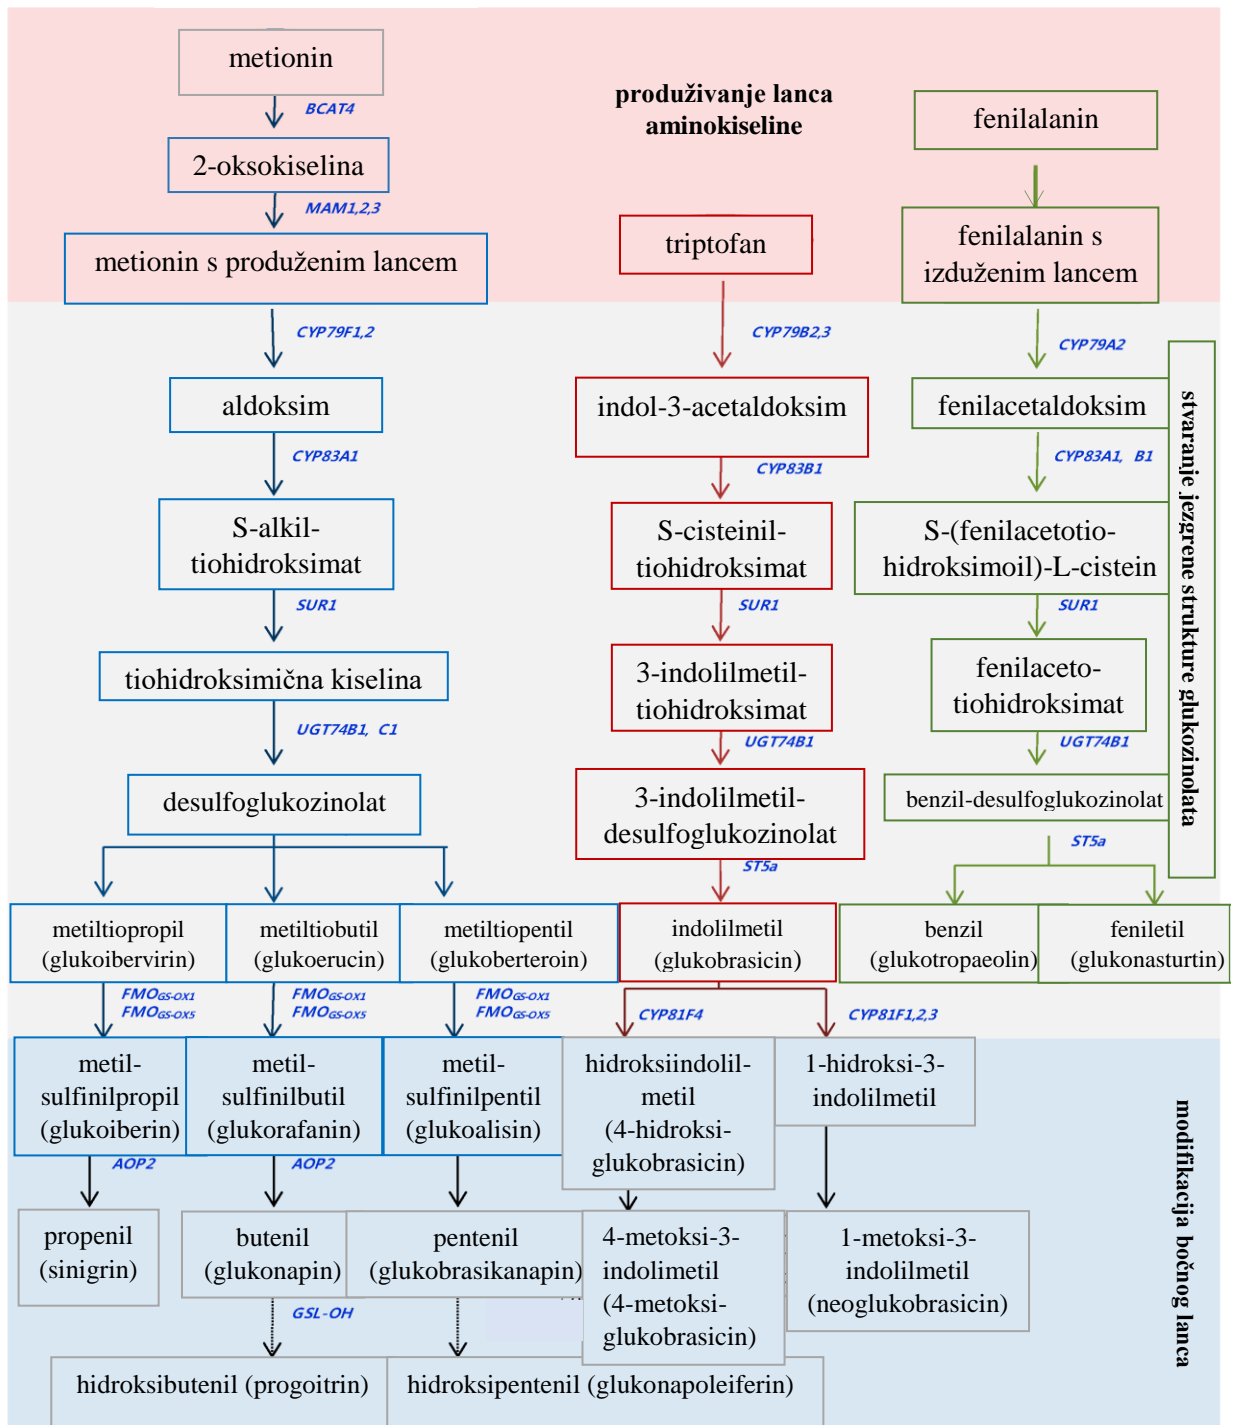 metionin
BCAT4
2-oksokiselina
MAM1,2,3
metionin s produženim lancem
produživanje lanca
aminokiseline
triptofan
fenilalanin
fenilalanin s
izduženim lancem
CYP79F1,2
CYP79B2,3
CYP79A2
aldoksim
indol-3-acetaldoksim
fenilacetaldoksim
CYP83A1
CYP83B1
CYP83A1, B1
S-alkil-
tiohidroksimat
S-cisteinil-
tiohidroksimat
S-(fenilacetotio-
hidroksimoil)-L-cistein
SUR1
SUR1
SUR1
tiohidroksimična kiselina
3-indolilmetil-
tiohidroksimat
fenilaceto-
tiohidroksimat
UGT74B1, C1
UGT74B1
UGT74B1
desulfoglukozinolat
3-indolilmetil-
desulfoglukozinolat
benzil-desulfoglukozinolat
ST5a
ST5a
stvaranje jezgrene strukture glukozinolata
metiltiopropil
(glukoibervirin)
metiltiobutil
(glukoerucin)
metiltiopentil
(glukoberteroin)
indolilmetil
(glukobrasicin)
benzil
(glukotropaeolin)
feniletil
(glukonasturtin)
FMOGS-OX1
FMOGS-OX5
FMOGS-OX1
FMOGS-OX5
FMOGS-OX1
FMOGS-OX5
CYP81F4
CYP81F1,2,3
metil-
sulfinilpropil
(glukoiberin)
metil-
sulfinilbutil
(glukorafanin)
metil-
sulfinilpentil
(glukoalisin)
hidroksiindolil-
metil
(4-hidroksi-
glukobrasicin)
1-hidroksi-3-
indolilmetil
AOP2
AOP2
propenil
(sinigrin)
butenil
(glukonapin)
pentenil
(glukobrasikanapin)
4-metoksi-3-
indolimetil
(4-metoksi-
glukobrasicin)
1-metoksi-3-
indolilmetil
(neoglukobrasicin)
GSL-OH
hidroksibutenil (progoitrin)
hidroksipentenil (glukonapoleiferin)
modifikacija bočnog lanca